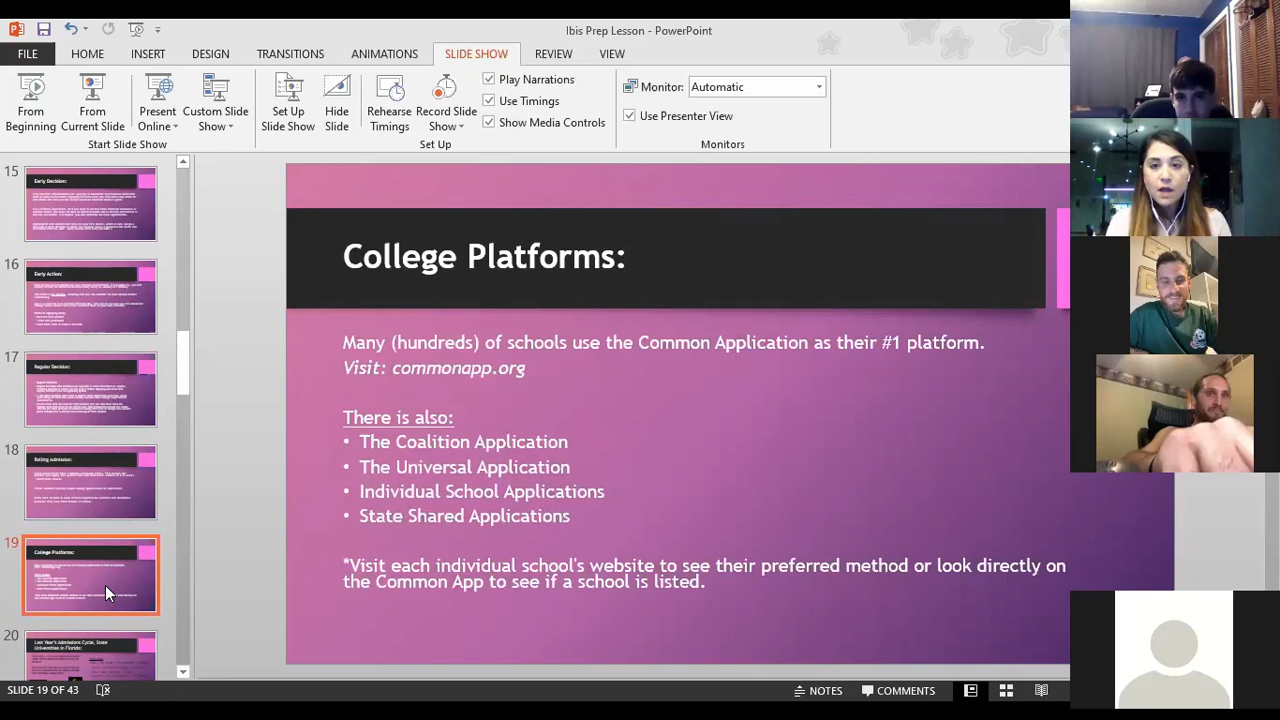 Ibis Prep Lesson - PowerPoint
FILE HOME INSERT DESIGN TRANSITIONS ANIMATIONS SLIDE SHOW REVIEW VIEW
From Beginning
From Current Slide
Present Online
Custom Slide Show
Start Slide Show
Set Up Slide Show
Hide Slide
Rehearse Timings
Record Slide Show
Play Narrations
Use Timings
Show Media Controls
Set Up
Monitor: Automatic
Use Presenter View
Monitors
15
Early Decision:
16
Early Action:
17
Regular Decision:
18
Rolling Admission:
19
College Platforms:
20
Last Year's Admissions Cycle, State
Universities in Florida:
College Platforms:
Many (hundreds) of schools use the Common Application as their #1 platform.
Visit: commonapp.org
There is also:
• The Coalition Application
• The Universal Application
• Individual School Applications
• State Shared Applications
*Visit each individual school's website to see their preferred method or look directly on
the Common App to see if a school is listed.
SLIDE 19 OF 43 NOTES COMMENTS